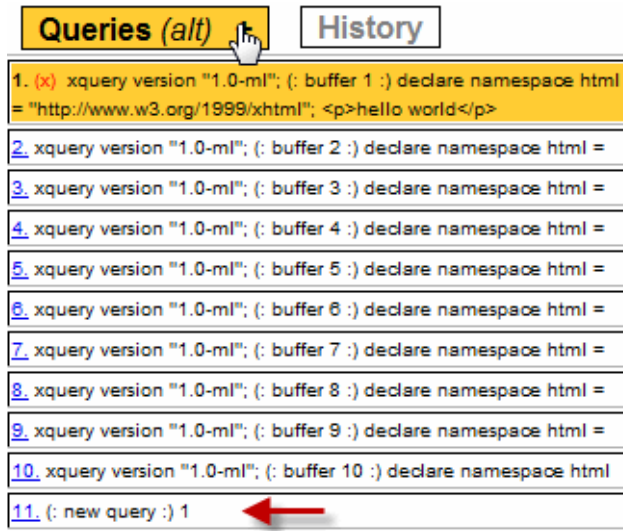 Queries (alt)
History
1. (x) xquery version "1.0-ml"; (: buffer 1 :) declare namespace html
= "http://www.w3.org/1999/xhtml"; <p>hello world</p>
2. xquery version "1.0-ml"; (: buffer 2 :) declare namespace html =
3. xquery version "1.0-ml"; (: buffer 3 :) declare namespace html =
4. xquery version "1.0-ml"; (: buffer 4 :) declare namespace html =
5. xquery version "1.0-ml"; (: buffer 5 :) declare namespace html =
6. xquery version "1.0-ml"; (: buffer 6 :) declare namespace html =
7. xquery version "1.0-ml"; (: buffer 7 :) declare namespace html =
8. xquery version "1.0-ml"; (: buffer 8 :) declare namespace html =
9. xquery version "1.0-ml"; (: buffer 9 :) declare namespace html =
10. xquery version "1.0-ml"; (: buffer 10 :) declare namespace html
11. (: new query :) 1